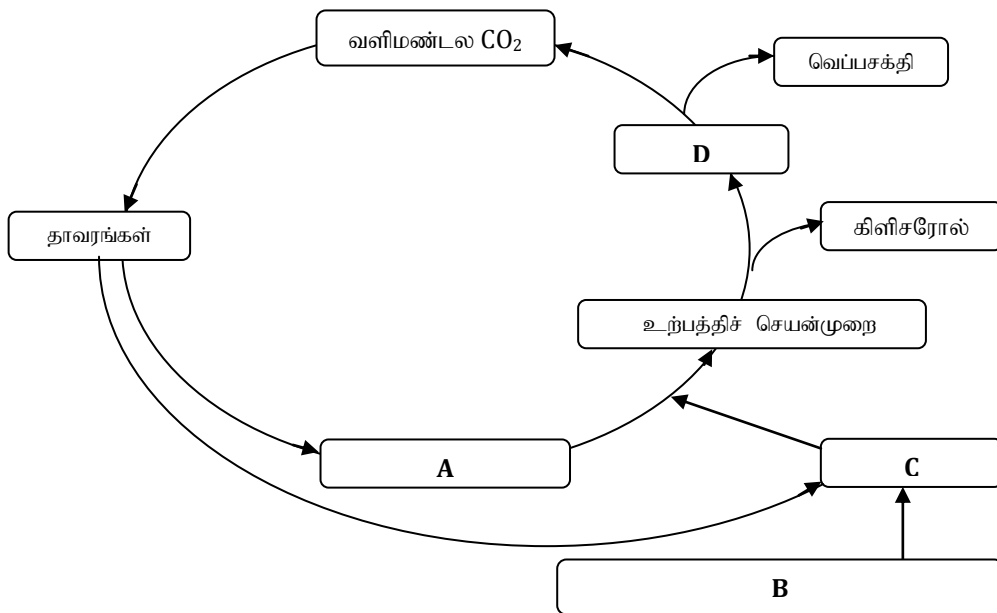 வளிமண்டல CO₂
வெப்பசக்தி
D
தாவரங்கள்
கிளிசரோல்
உற்பத்திச் செயன்முறை
A
C
B